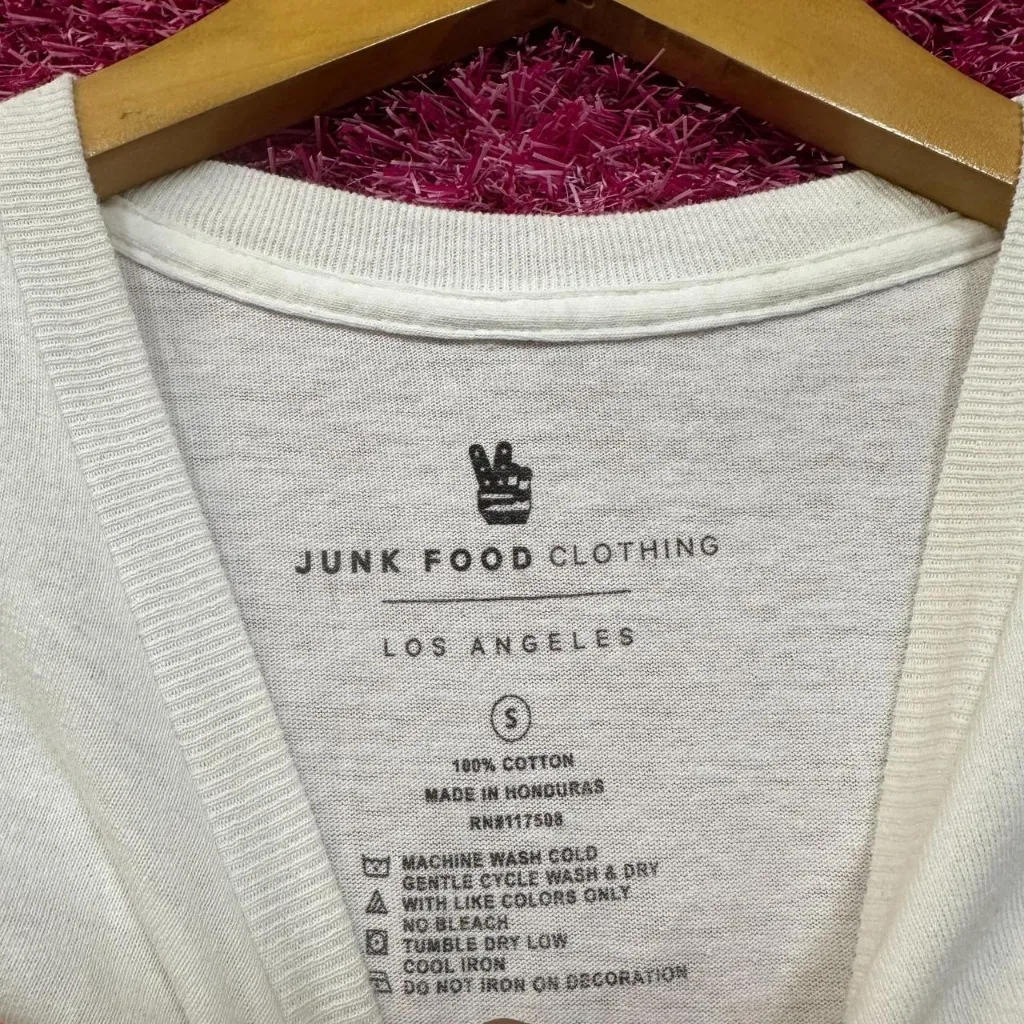 JUNK FOOD CLOTHING
LOS ANGELES
S
100% COTTON
MADE IN HONDURAS
RN#117508
MACHINE WASH COLD
GENTLE CYCLE WASH & DRY
WITH LIKE COLORS ONLY
NO BLEACH
TUMBLE DRY LOW
COOL IRON
DO NOT IRON ON DECORATION